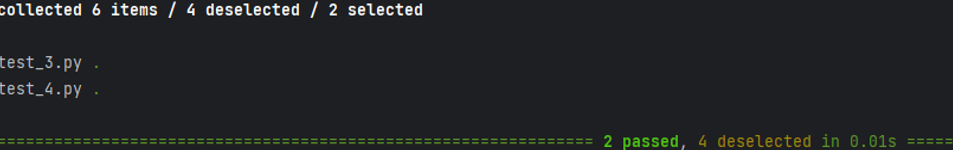 collected 6 items / 4 deselected / 2 selected
test_3.py .
test_4.py .
============================================================== 2 passed, 4 deselected in 0.01s =====